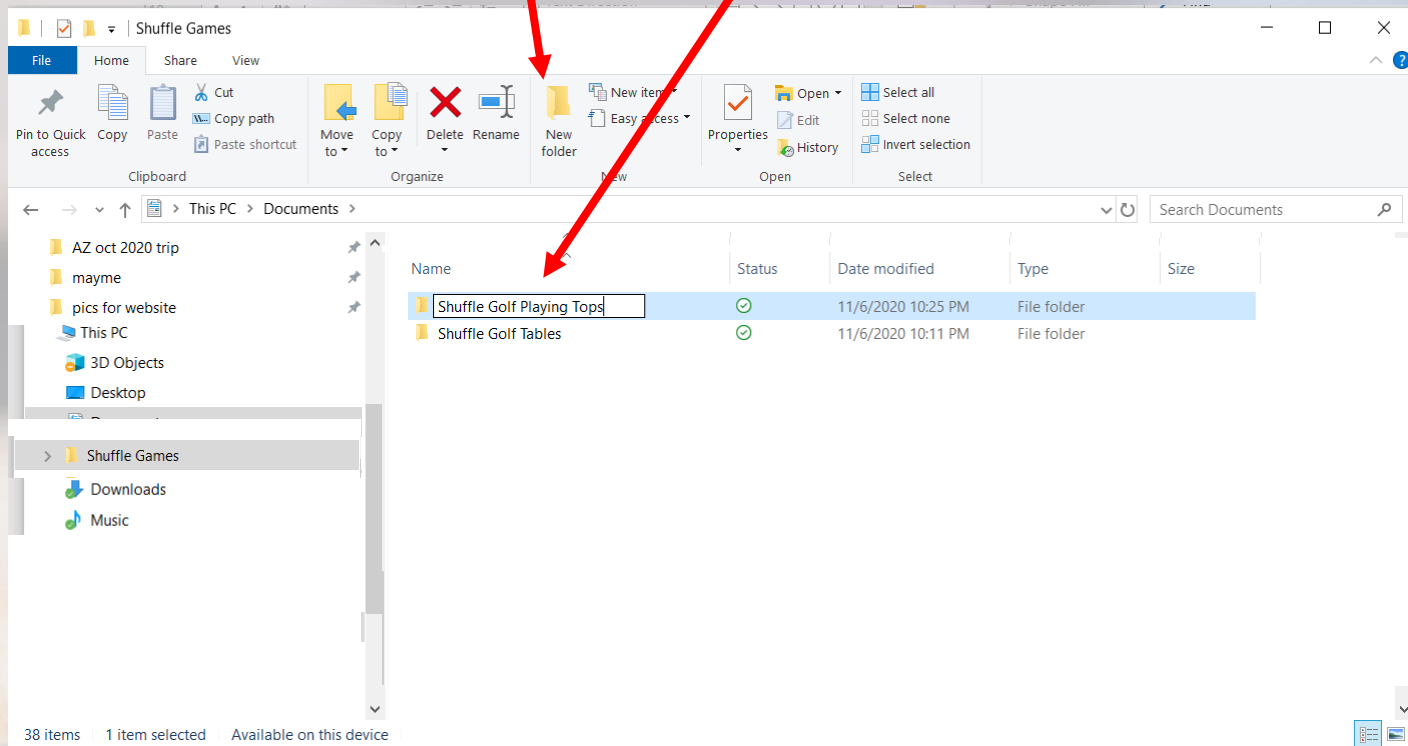 Shuffle Games
File Home Share View
Pin to Quick access
Copy
Paste
Cut
Copy path
Paste shortcut
Clipboard
Move to
Copy to
Delete
Rename
Organize
New folder
New item
Easy access
New
Properties
Open
Edit
History
Open
Select all
Select none
Invert selection
Select
This PC > Documents >
Search Documents
AZ oct 2020 trip
mayme
pics for website
This PC
3D Objects
Desktop
Shuffle Games
Downloads
Music
Name Status Date modified Type Size
Shuffle Golf Playing Tops 11/6/2020 10:25 PM File folder
Shuffle Golf Tables 11/6/2020 10:11 PM File folder
38 items 1 item selected Available on this device